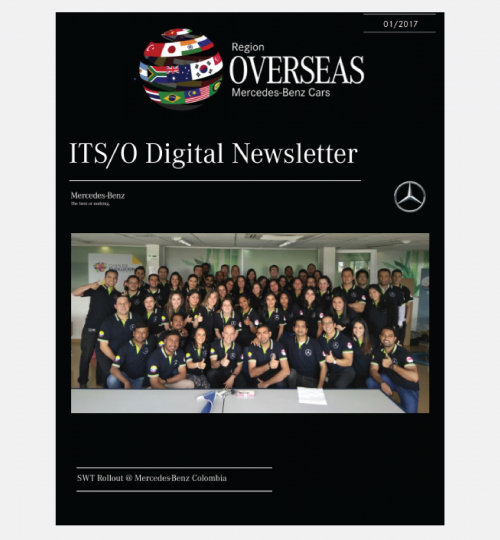 01/2017
Region
OVERSEAS
Mercedes-Benz Cars
ITS/O Digital Newsletter
Mercedes-Benz
The best or nothing.
SWT Rollout @ Mercedes-Benz Colombia